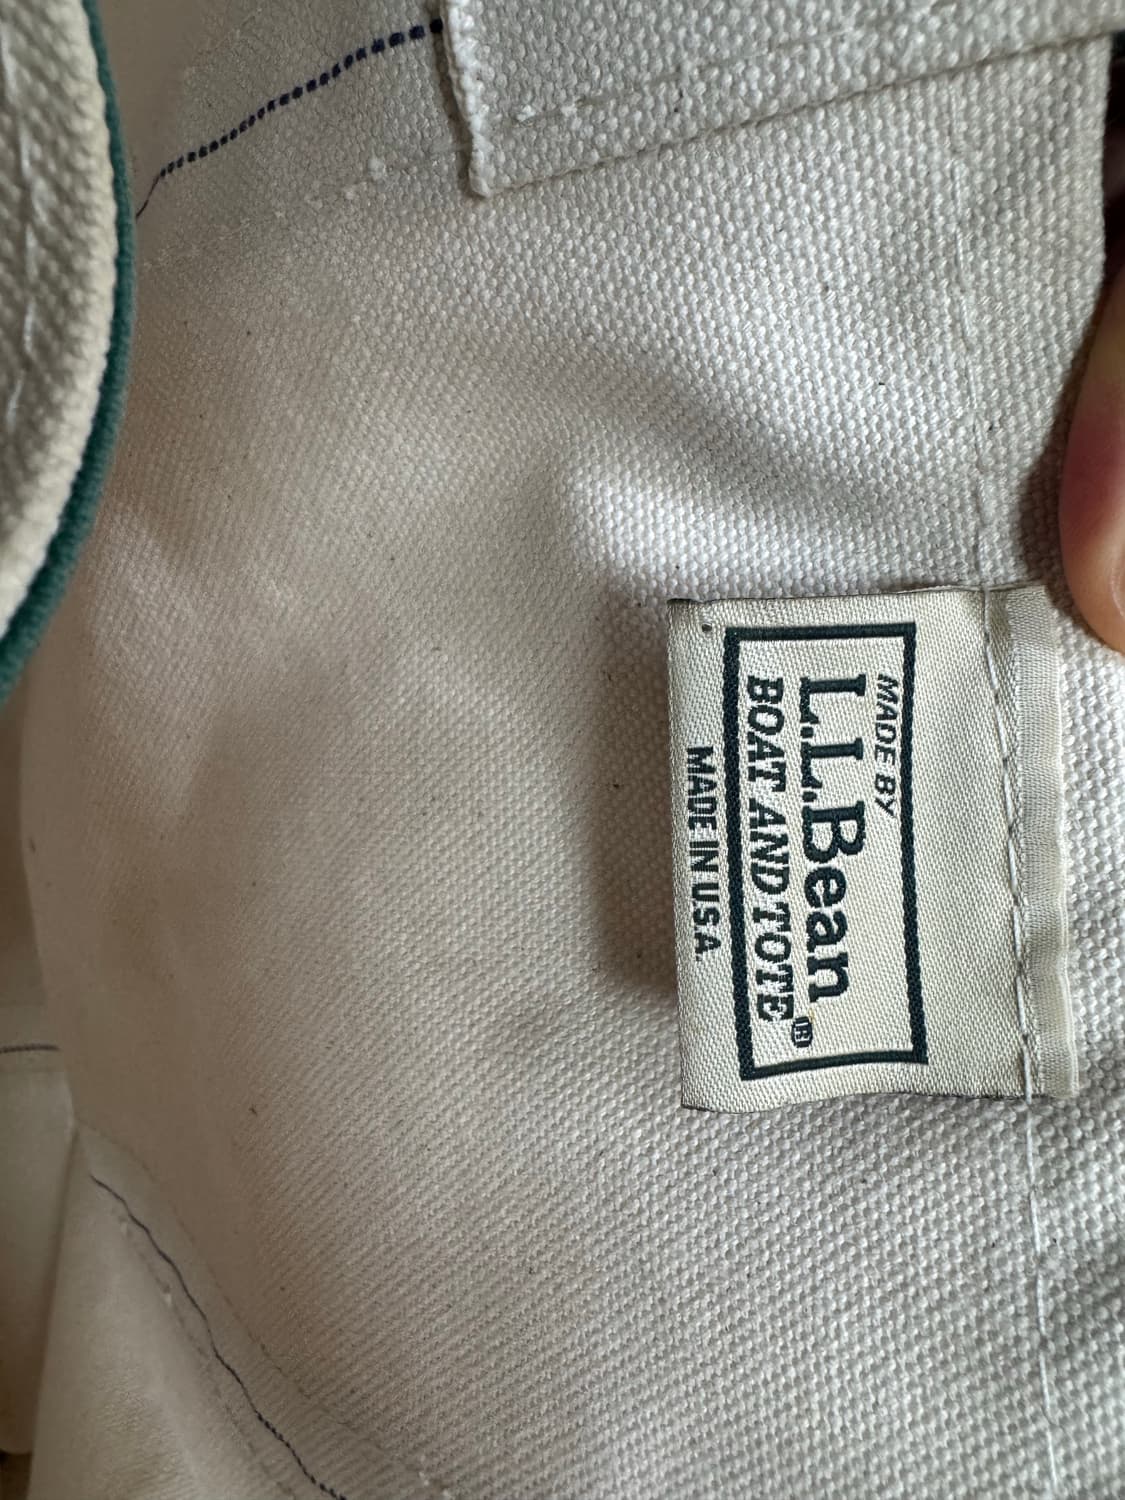 MADE BY
L.L.Bean
BOAT AND TOTE®
MADE IN U.S.A.